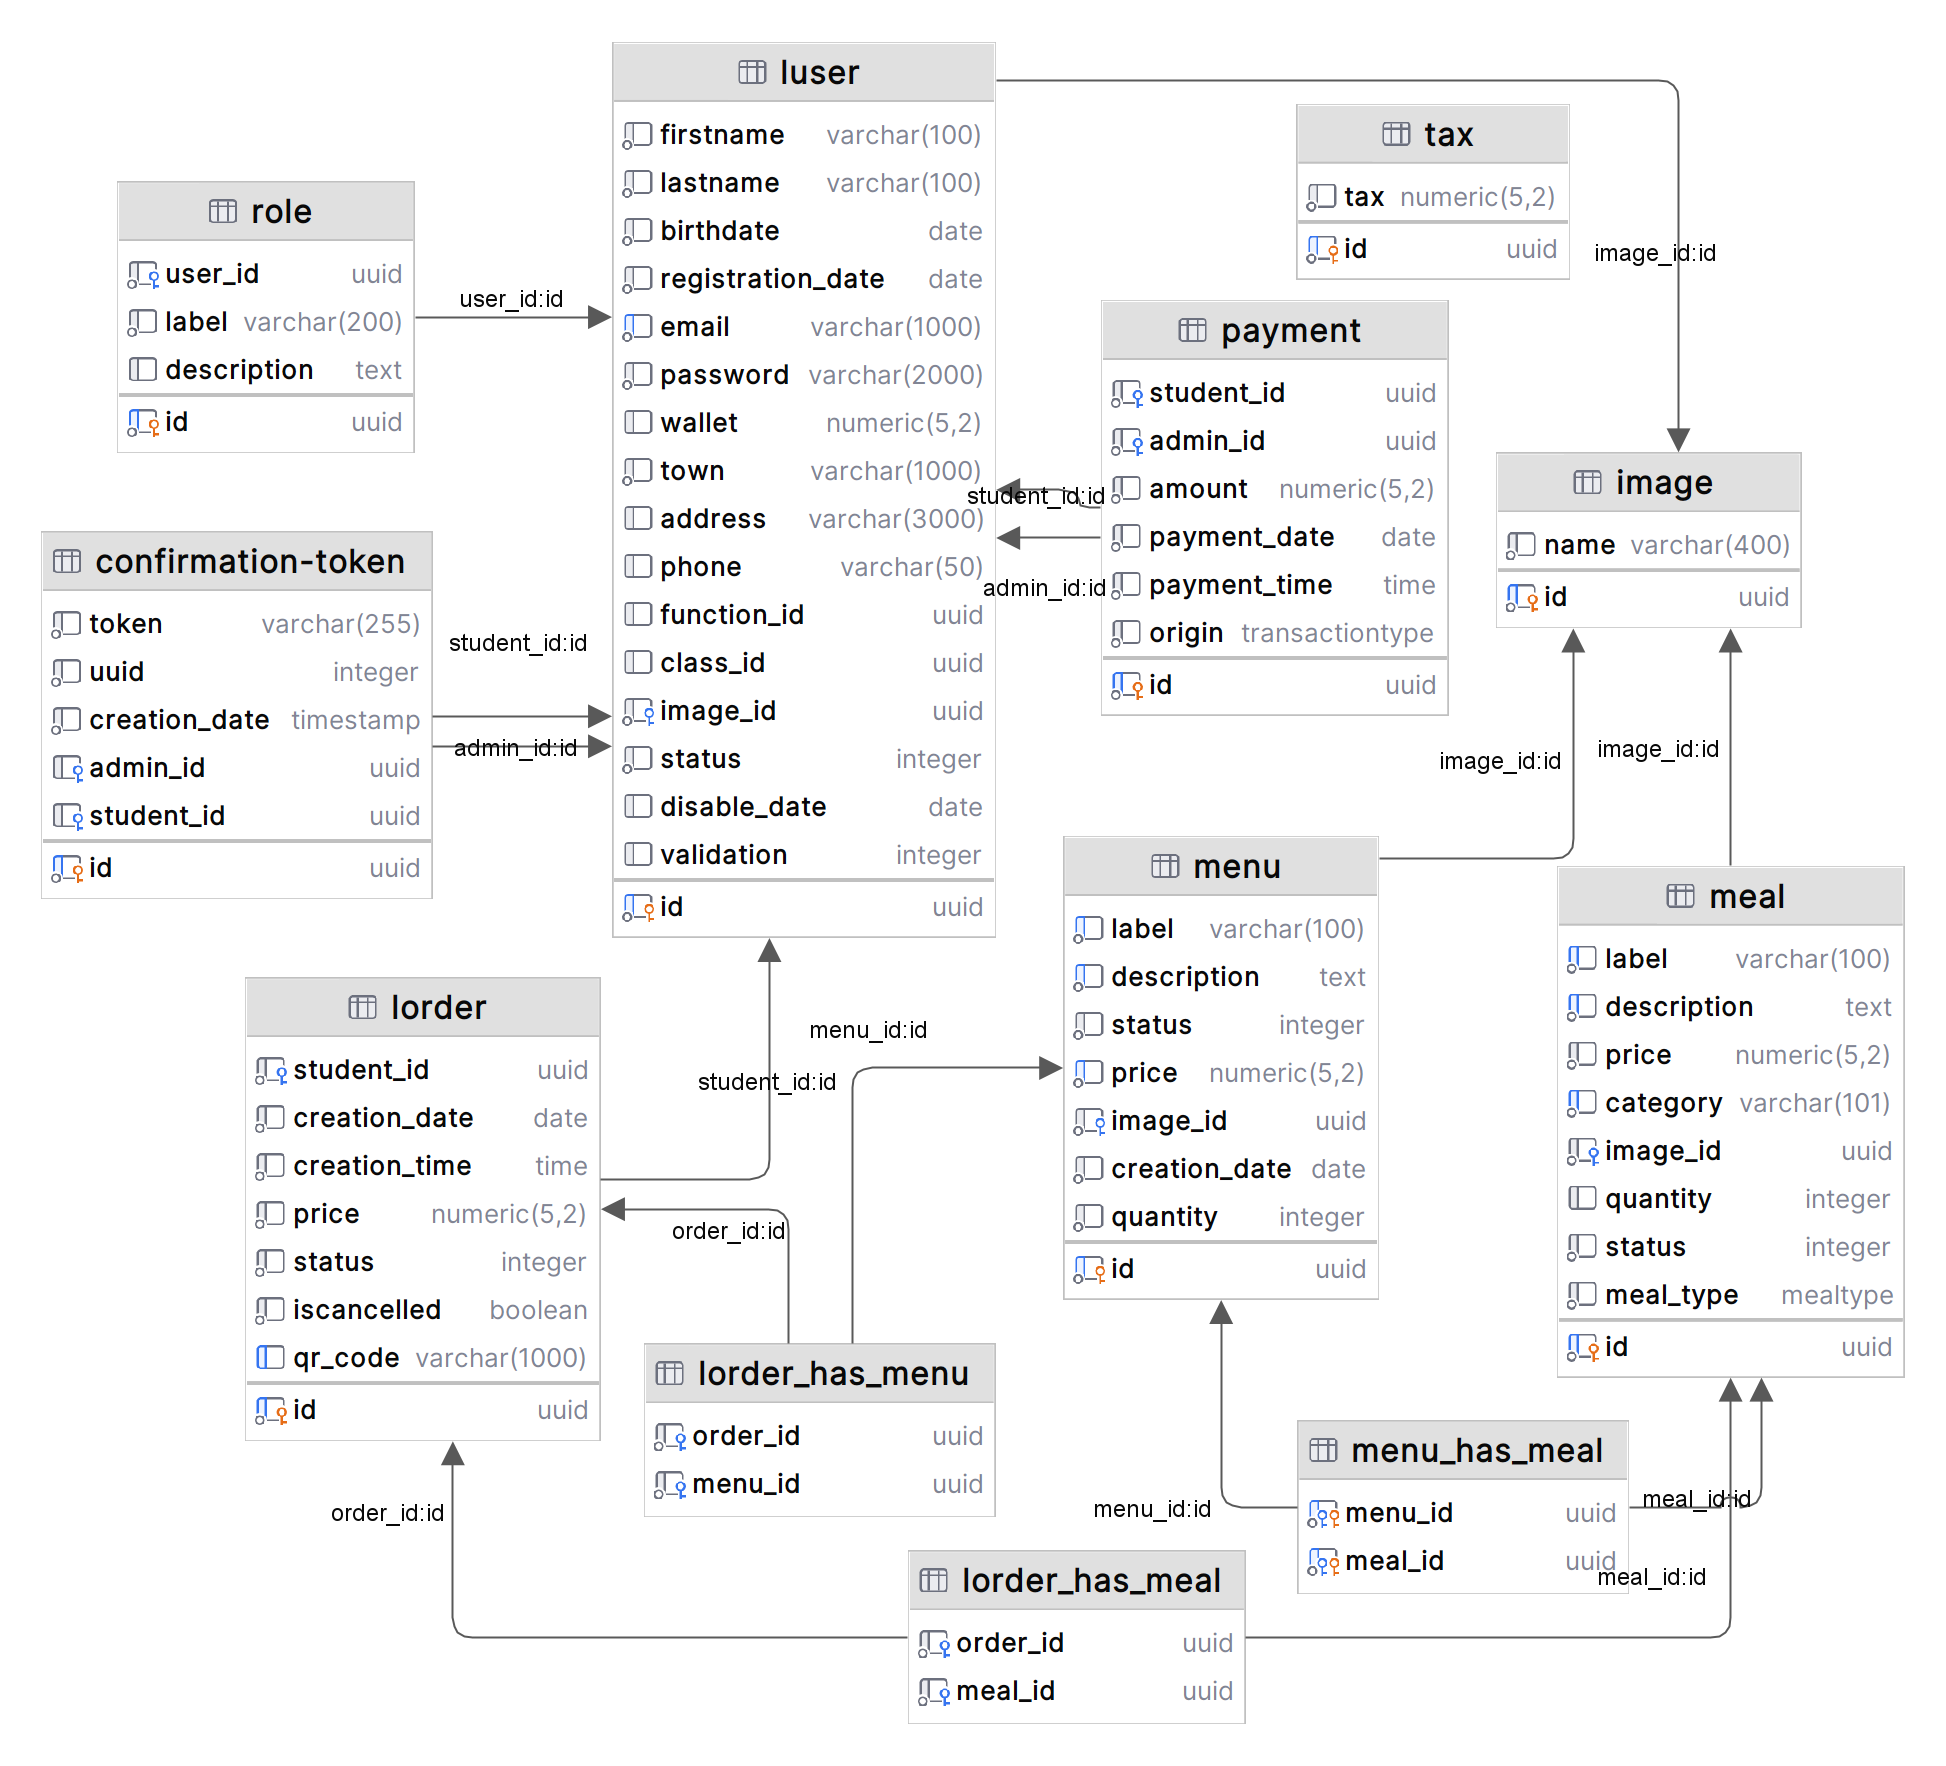 luser
firstname varchar(100)
lastname varchar(100)
birthdate date
registration_date date
email varchar(1000)
password varchar(2000)
wallet numeric(5,2)
town varchar(1000)
address varchar(3000)
phone varchar(50)
function_id uuid
class_id uuid
image_id uuid
status integer
disable_date date
validation integer
id uuid
tax
tax numeric(5,2)
id uuid
role
user_id uuid
label varchar(200)
description text
id uuid
user_id:id
image_id:id
payment
student_id uuid
admin_id uuid
amount numeric(5,2)
payment_date date
payment_time time
origin transactiontype
id uuid
student_id:id
admin_id:id
image
name varchar(400)
id uuid
confirmation-token
token varchar(255)
uuid integer
creation_date timestamp
admin_id uuid
student_id uuid
id uuid
student_id:id
admin_id:id
image_id:id
image_id:id
menu
label varchar(100)
description text
status integer
price numeric(5,2)
image_id uuid
creation_date date
quantity integer
id uuid
meal
label varchar(100)
description text
price numeric(5,2)
category varchar(101)
image_id uuid
quantity integer
status integer
meal_type mealtype
id uuid
lorder
student_id uuid
creation_date date
creation_time time
price numeric(5,2)
status integer
iscancelled boolean
qr_code varchar(1000)
id uuid
menu_id:id
student_id:id
order_id:id
lorder_has_menu
order_id uuid
menu_id uuid
menu_has_meal
menu_id uuid
meal_id uuid
meal_id:id
menu_id:id
order_id:id
meal_id:id
lorder_has_meal
order_id uuid
meal_id uuid